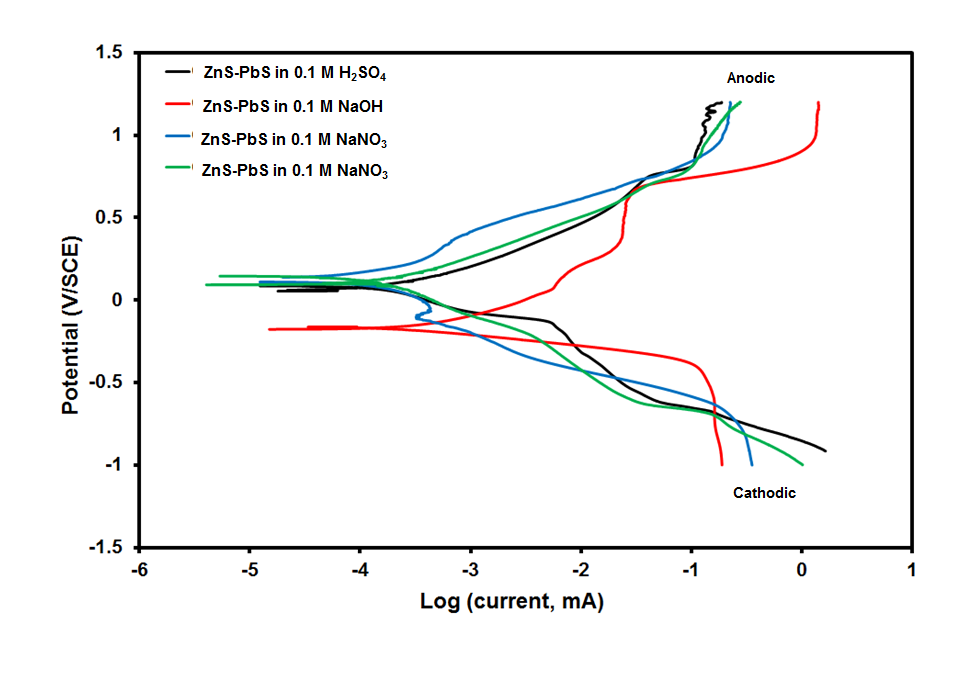 1.5
1
0.5
0
-0.5
-1
-1.5
Potential (V/SCE)
ZnS-PbS in 0.1 M H₂SO₄
ZnS-PbS in 0.1 M NaOH
ZnS-PbS in 0.1 M NaNO₃
ZnS-PbS in 0.1 M NaNO₃
Anodic
Cathodic
-6 -5 -4 -3 -2 -1 0 1
Log (current, mA)